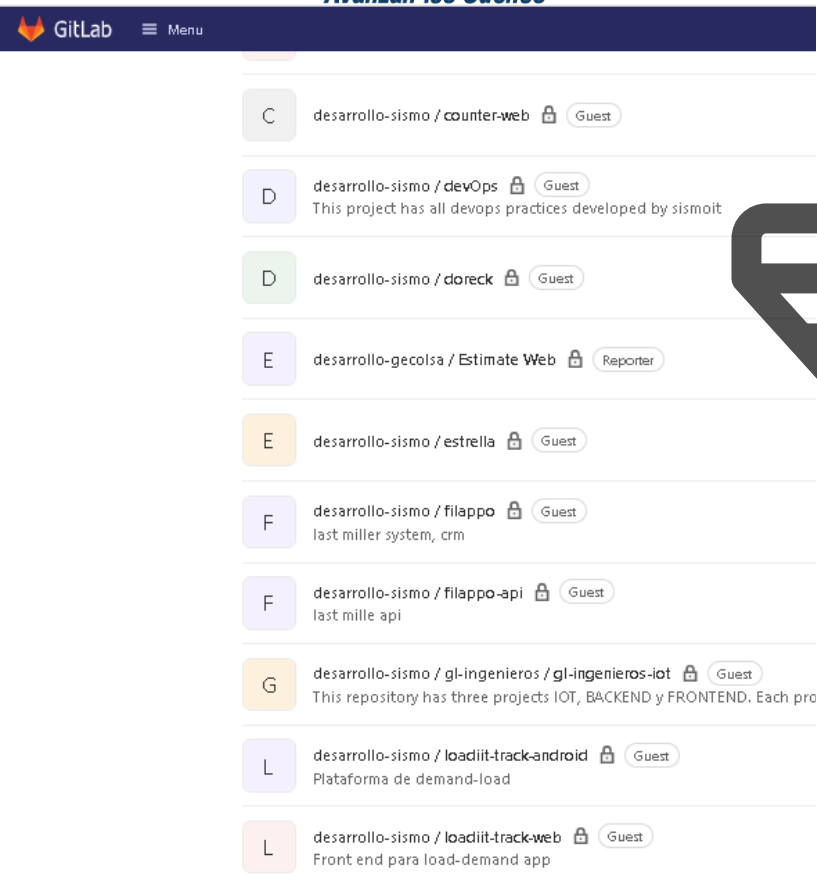 Avanzan los Sueños
GitLab Menu
C desarrollo-sismo / counter-web Guest
D desarrollo-sismo / devOps Guest
This project has all devops practices developed by sismoit
D desarrollo-sismo / doreck Guest
E desarrollo-gecolsa / Estimate Web Reporter
E desarrollo-sismo / estrella Guest
F desarrollo-sismo / filappo Guest
last miller system, crm
F desarrollo-sismo / filappo-api Guest
last mille api
G desarrollo-sismo / gl-ingenieros / gl-ingenieros-iot Guest
This repository has three projects IOT, BACKEND y FRONTEND. Each pro
L desarrollo-sismo / loadiit-track-android Guest
Plataforma de demand-load
L desarrollo-sismo / loadiit-track-web Guest
Front end para load-demand app